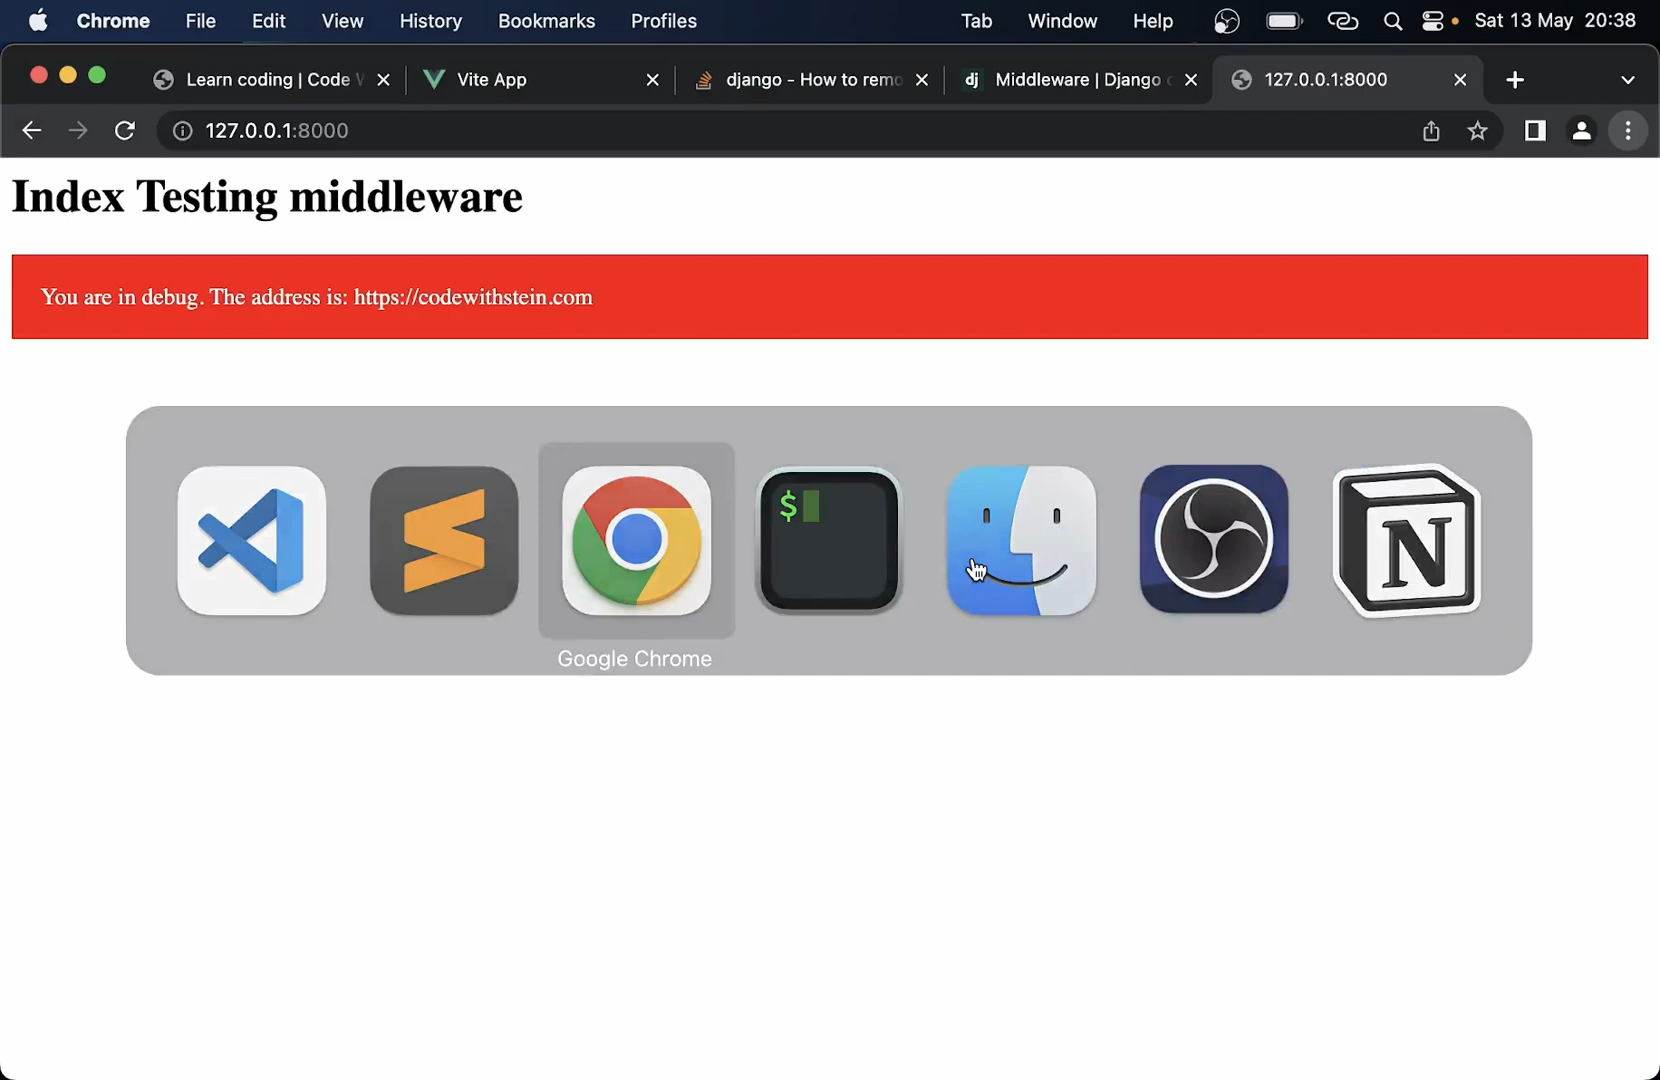 Chrome File Edit View History Bookmarks Profiles Tab Window Help Sat 13 May 20:38
Learn coding | Code Vite App django - How to remo Middleware | Django 127.0.0.1:8000
127.0.0.1:8000
Index Testing middleware
You are in debug. The address is: https://codewithstein.com
$
N
Google Chrome